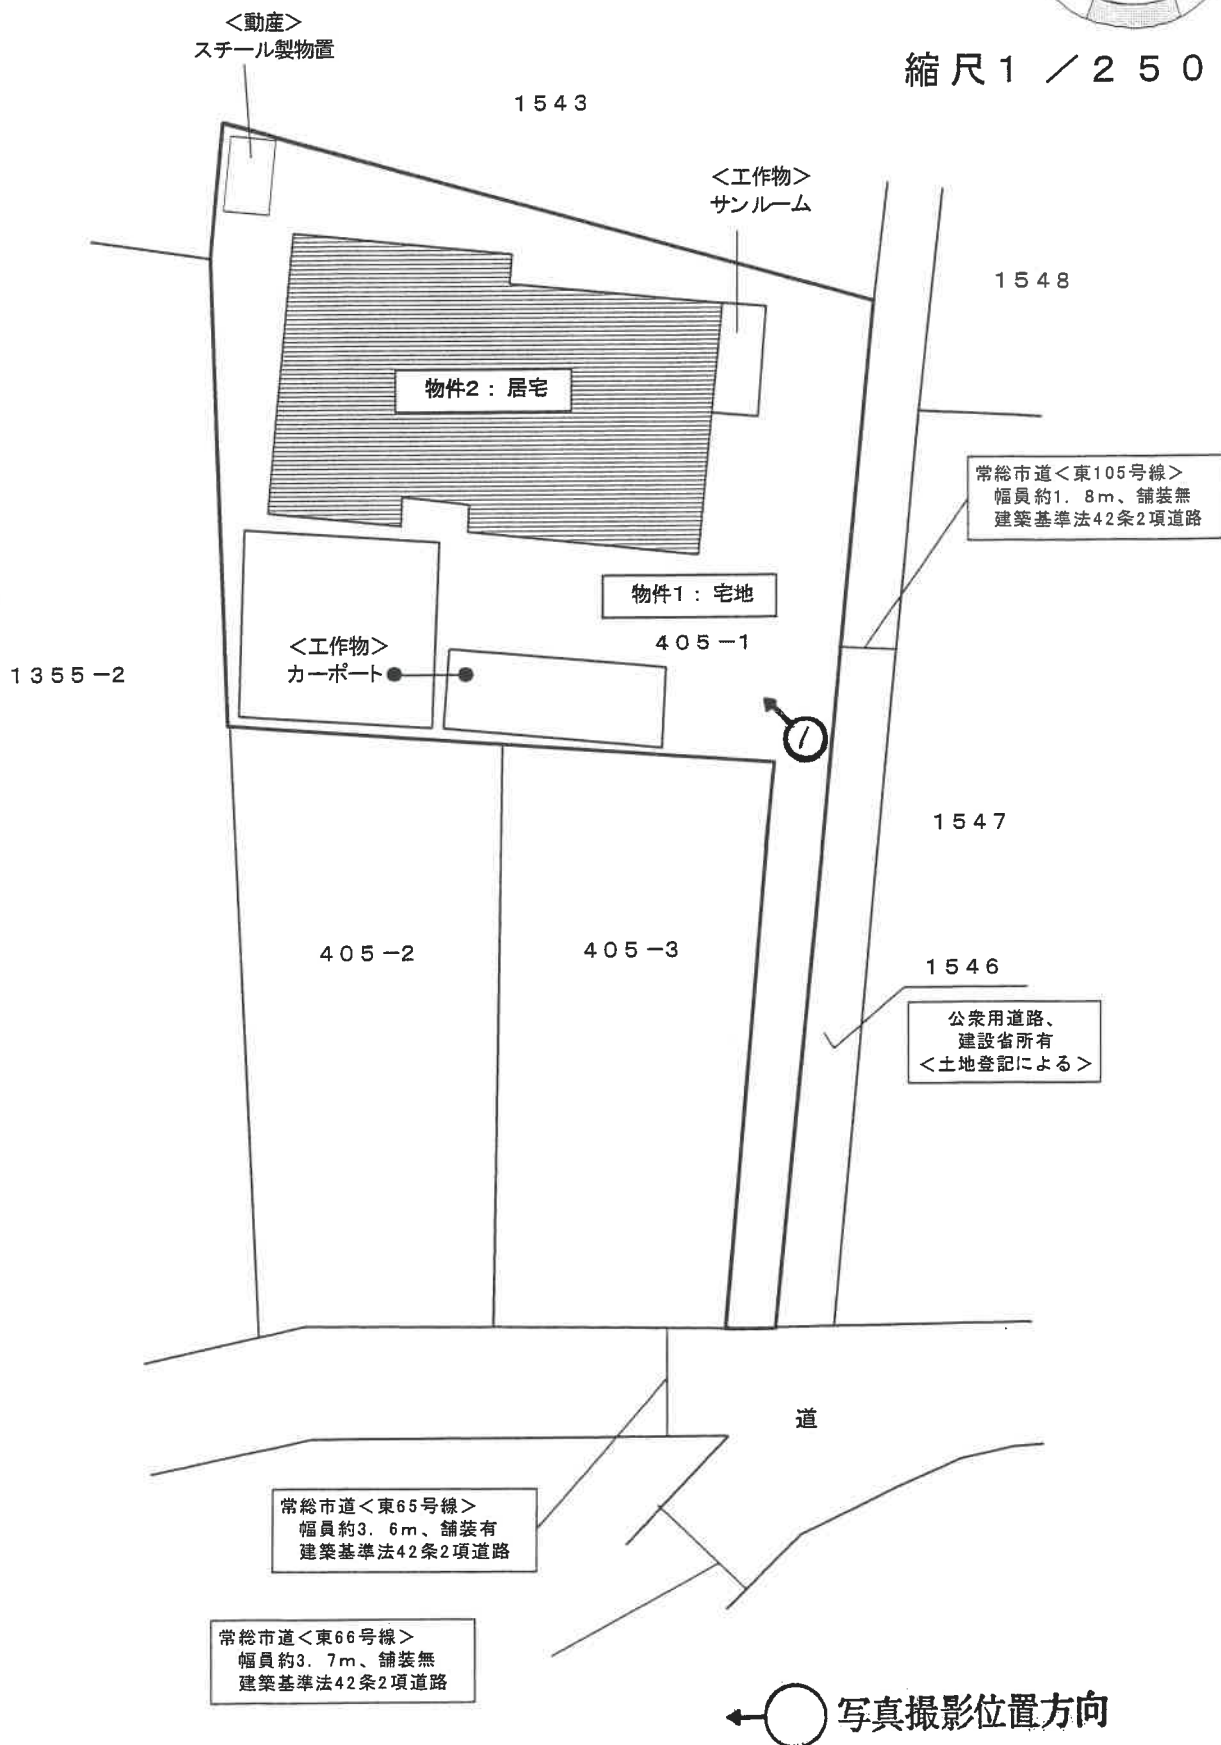 <動産>
スチール製物置
縮尺1／250
1543
<工作物>
サンルーム
1548
物件2：居宅
常総市道<東105号線>
幅員約1．8m、舗装無
建築基準法42条2項道路
物件1：宅地
405-1
<工作物>
カーポート
1355-2
1
1547
405-2
405-3
1546
公衆用道路、
建設省所有
<土地登記による>
道
常総市道<東65号線>
幅員約3．6m、舗装有
建築基準法42条2項道路
常総市道<東66号線>
幅員約3．7m、舗装無
建築基準法42条2項道路
写真撮影位置方向